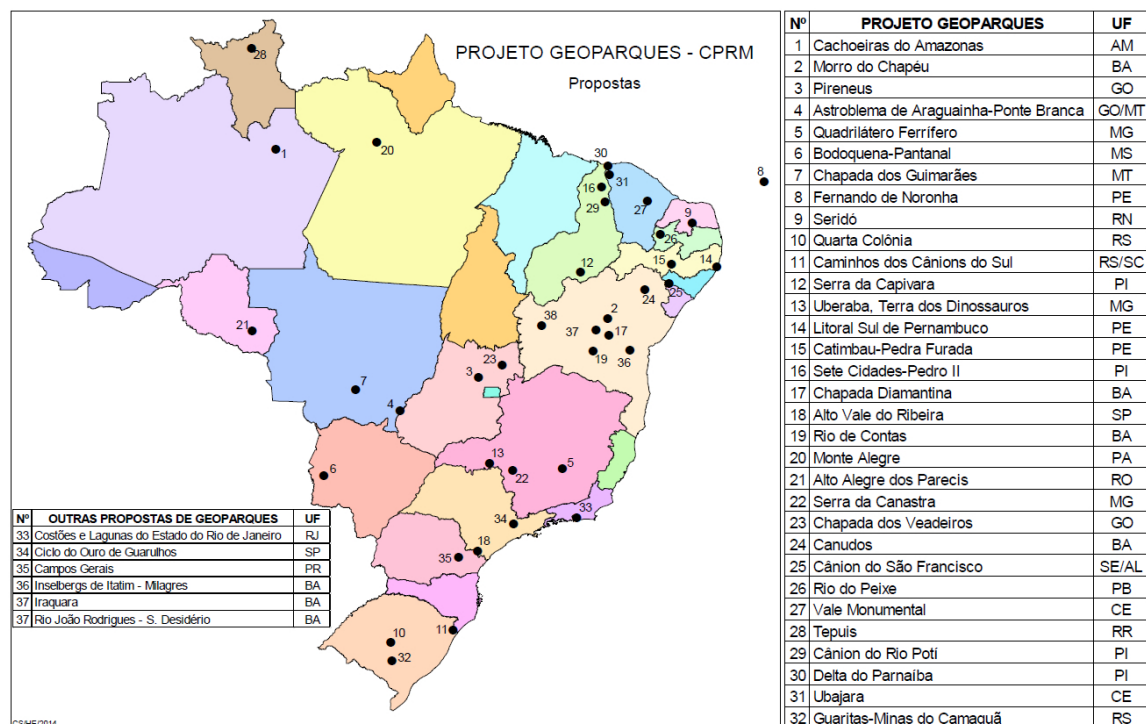 PROJETO GEOPARQUES - CPRM
Propostas
28
1
20
30
31
16
29
27
8
9
26
15
14
12
25
24
2
38
37
17
19
36
21
23
3
7
4
13
22
5
6
33
34
18
35
11
10
32
Nº PROJETO GEOPARQUES UF
1 Cachoeiras do Amazonas AM
2 Morro do Chapéu BA
3 Pireneus GO
4 Astroblema de Araguainha-Ponte Branca GO/MT
5 Quadrilátero Ferrífero MG
6 Bodoquena-Pantanal MS
7 Chapada dos Guimarães MT
8 Fernando de Noronha PE
9 Seridó RN
10 Quarta Colônia RS
11 Caminhos dos Cânions do Sul RS/SC
12 Serra da Capivara PI
13 Uberaba, Terra dos Dinossauros MG
14 Litoral Sul de Pernambuco PE
15 Catimbau-Pedra Furada PE
16 Sete Cidades-Pedro II PI
17 Chapada Diamantina BA
18 Alto Vale do Ribeira SP
19 Rio de Contas BA
20 Monte Alegre PA
21 Alto Alegre dos Parecis RO
22 Serra da Canastra MG
23 Chapada dos Veadeiros GO
24 Canudos BA
25 Cânion do São Francisco SE/AL
26 Rio do Peixe PB
27 Vale Monumental CE
28 Tepuis RR
29 Cânion do Rio Poti PI
30 Delta do Parnaíba PI
31 Ubajara CE
32 Guaritas-Minas do Camaquã RS
Nº OUTRAS PROPOSTAS DE GEOPARQUES UF
33 Costões e Lagunas do Estado do Rio de Janeiro RJ
34 Ciclo do Ouro de Guarulhos SP
35 Campos Gerais PR
36 Inselbergs de Itatim - Milagres BA
37 Iraquara BA
37 Rio João Rodrigues - S. Desidério BA